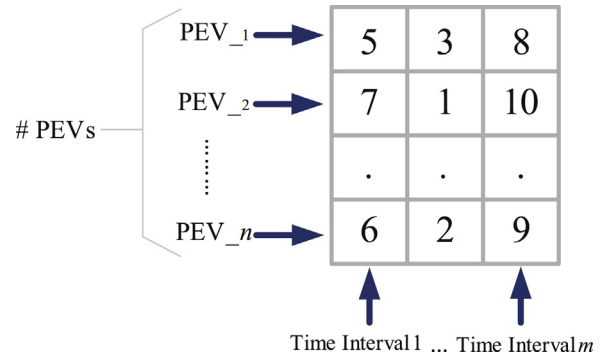 PEV_1 5 3 8
PEV_2 7 1 10
# PEVs
........ . . .
PEV_n 6 2 9
Time Interval 1 ... Time Interval m